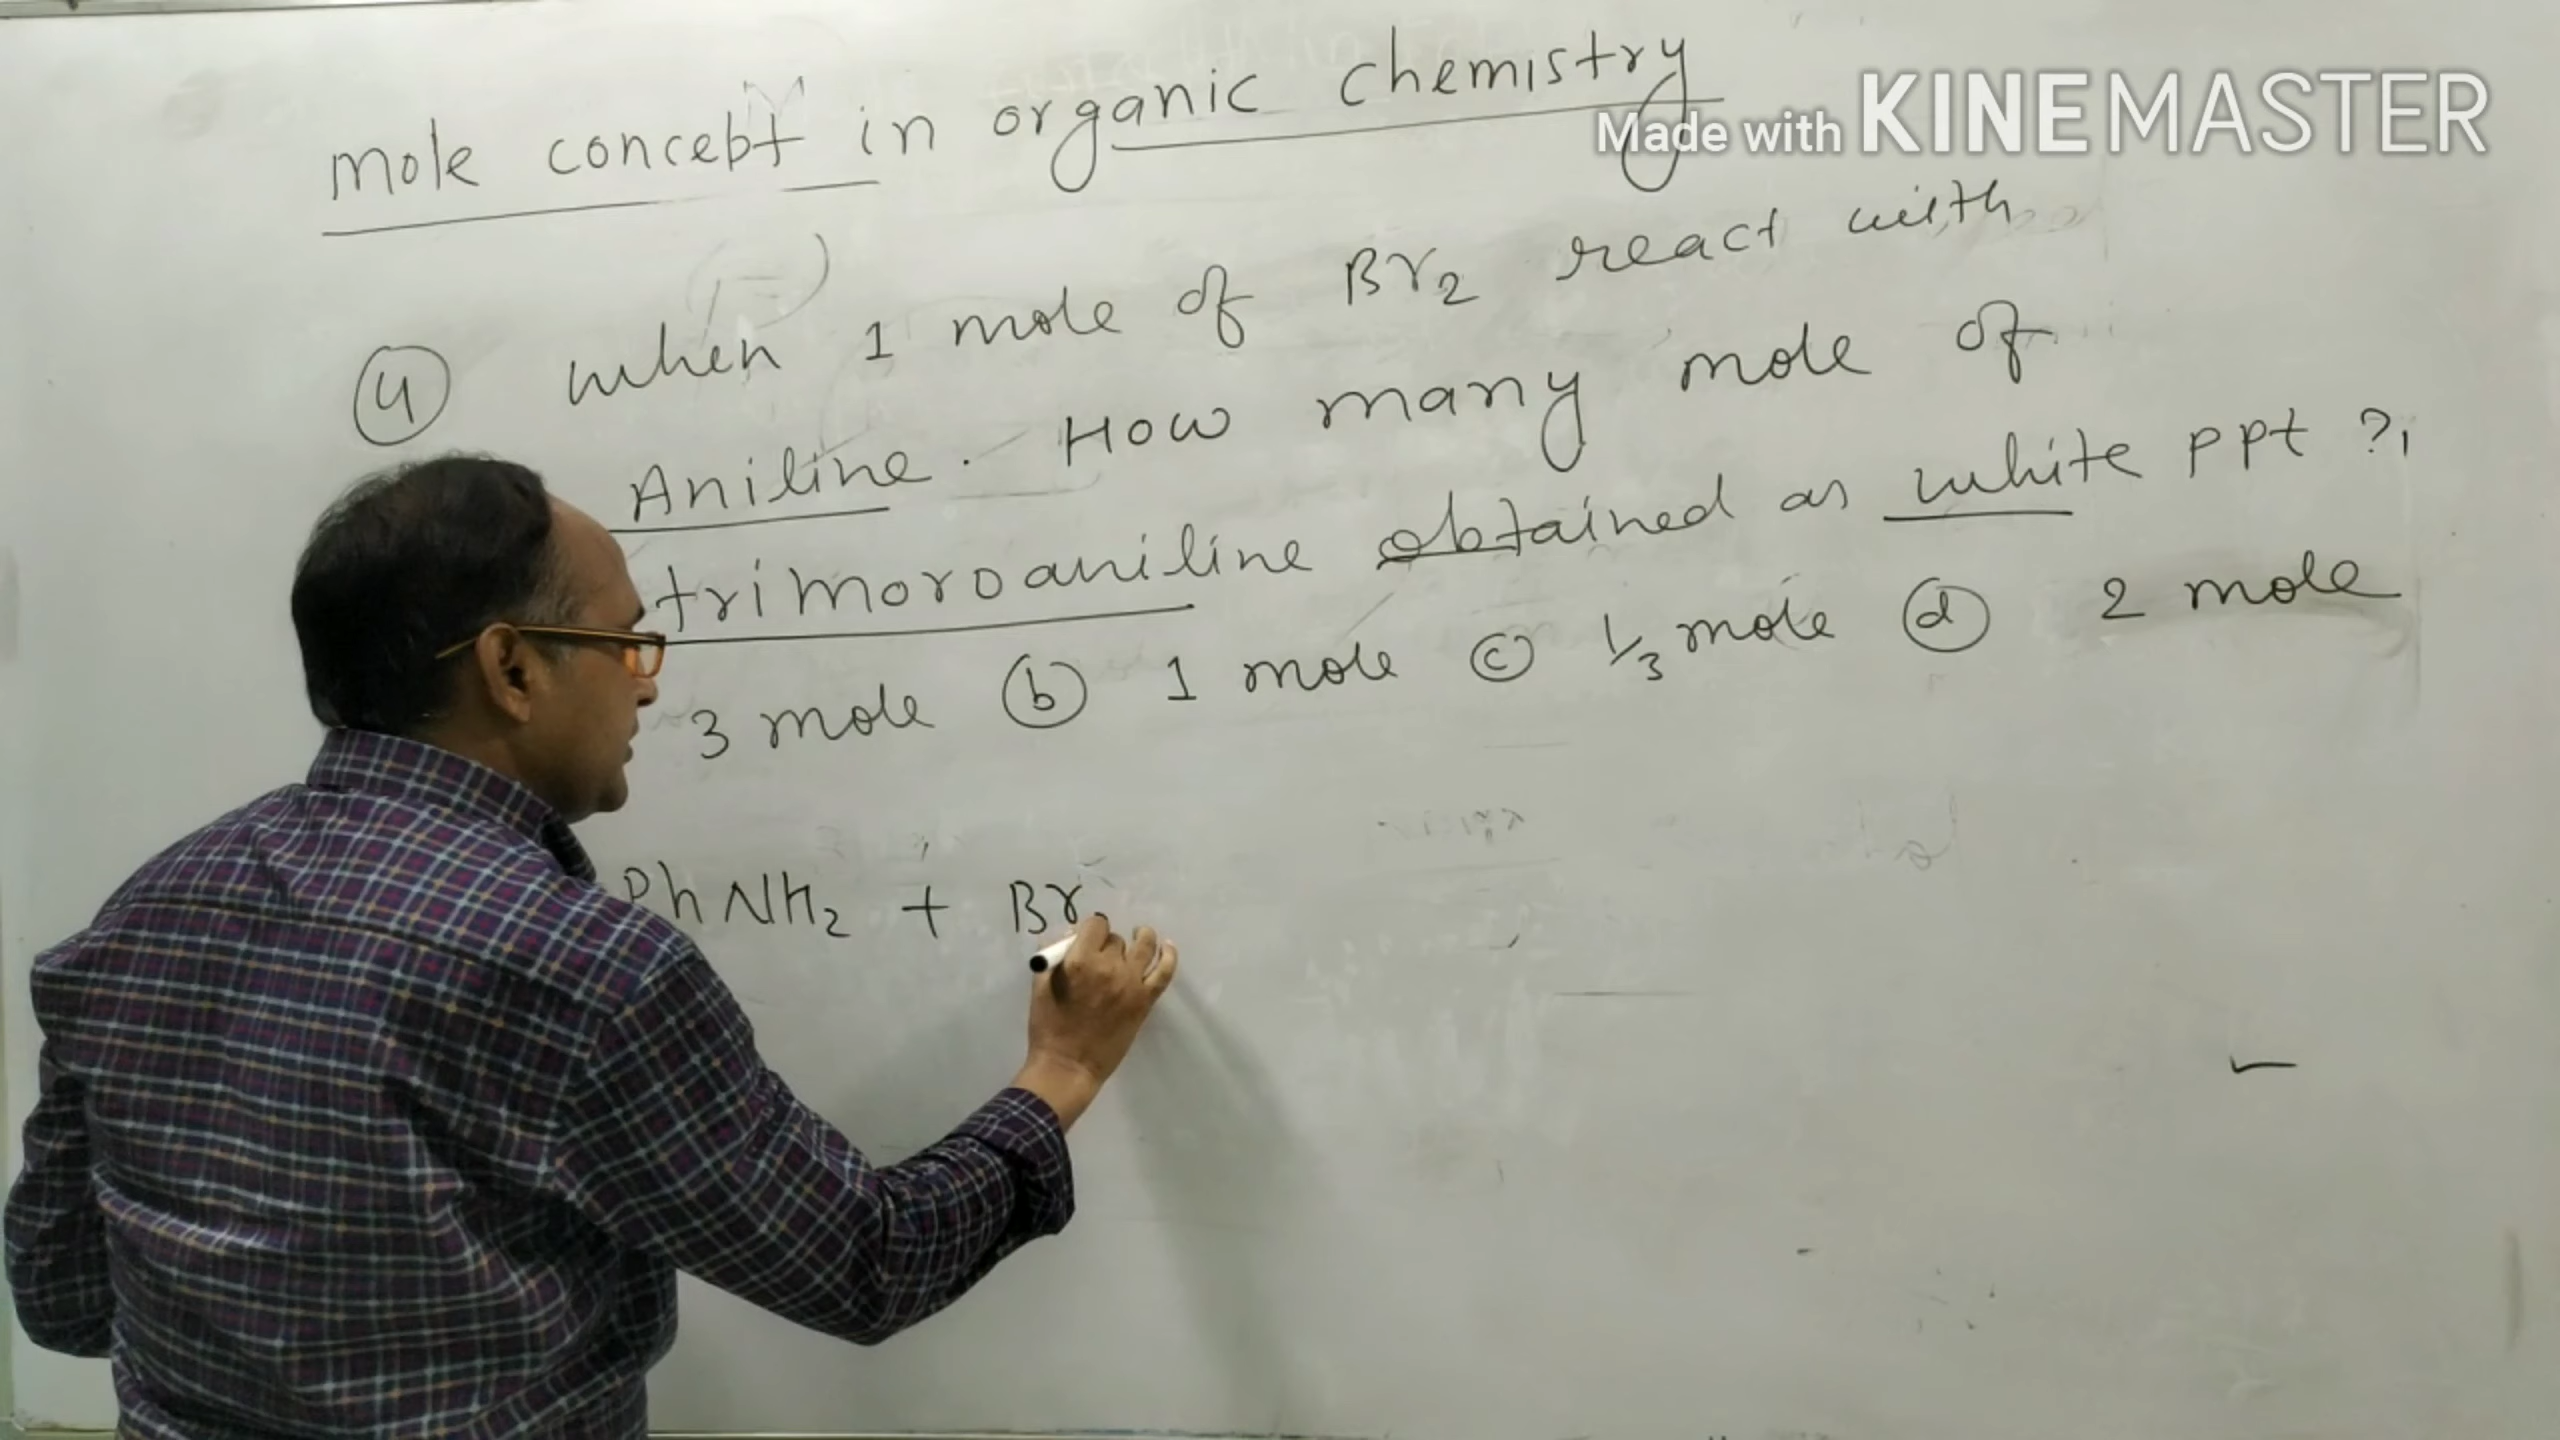 Mole concept in organic chemistry
Made with KINEMASTER
④ when 1 mole of Br₂ react with
Aniline. How many mole of
trimoroaniline obtained as white ppt ?
3 mole ⓑ 1 mole ⓒ 1/3 mole ⓓ 2 mole
PhNH₂ + Br₂